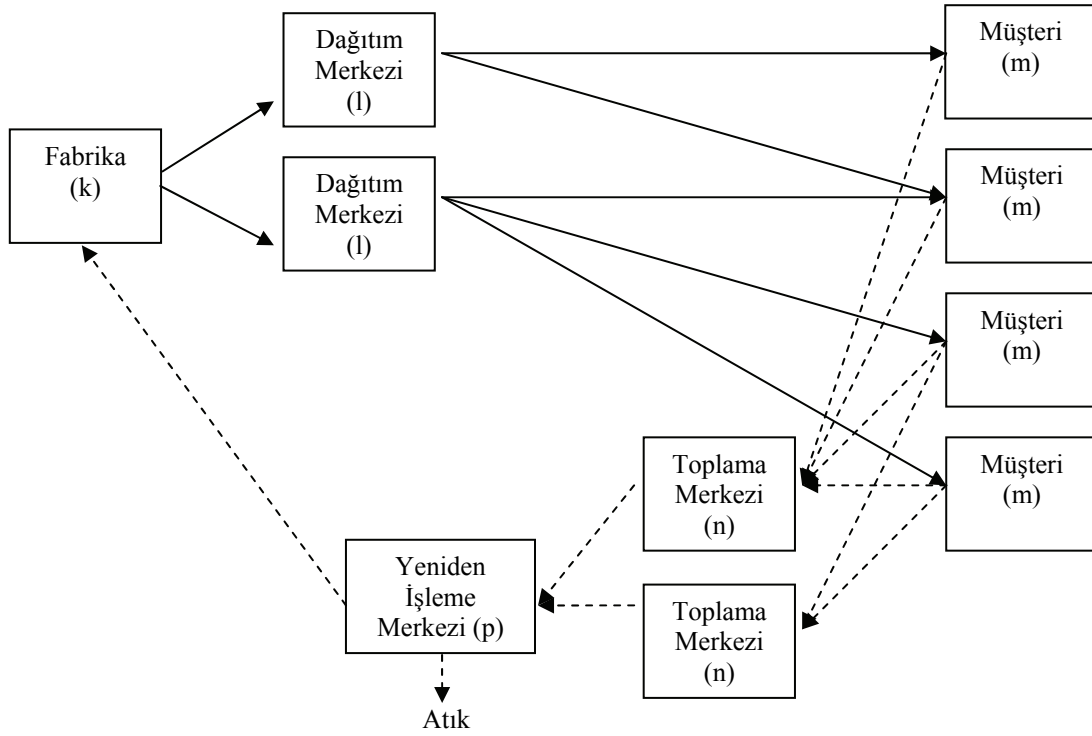 Fabrika
(k)
Dağıtım
Merkezi
(l)
Dağıtım
Merkezi
(l)
Müşteri
(m)
Müşteri
(m)
Müşteri
(m)
Müşteri
(m)
Toplama
Merkezi
(n)
Toplama
Merkezi
(n)
Yeniden
İşleme
Merkezi (p)
Atık